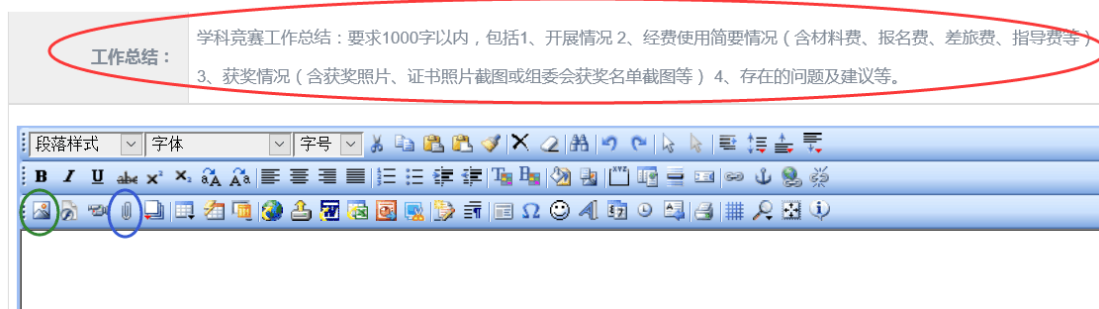 工作总结：
学科竞赛工作总结：要求1000字以内，包括1、开展情况 2、经费使用简要情况（含材料费、报名费、差旅费、指导费等）
3、获奖情况（含获奖照片、证书照片截图或组委会获奖名单截图等） 4、存在的问题及建议等。
段落样式 字体 字号
B I U abc x² x₂